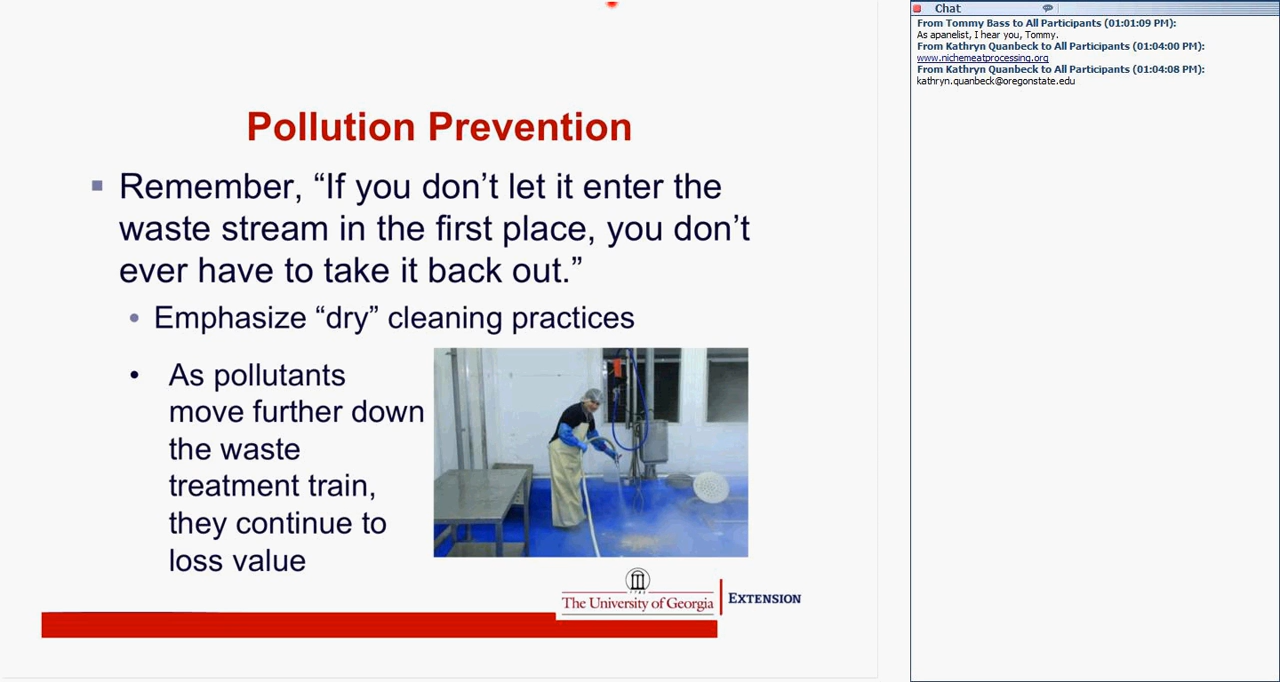 Pollution Prevention
Remember, “If you don’t let it enter the
waste stream in the first place, you don’t
ever have to take it back out.”
Emphasize “dry” cleaning practices
As pollutants
move further down
the waste
treatment train,
they continue to
loss value
The University of Georgia
EXTENSION
Chat
From Tommy Bass to All Participants (01:01:09 PM):
As apanelist, I hear you, Tommy.
From Kathryn Quanbeck to All Participants (01:04:00 PM):
www.nichemeatprocessing.org
From Kathryn Quanbeck to All Participants (01:04:08 PM):
kathryn.quanbeck@oregonstate.edu